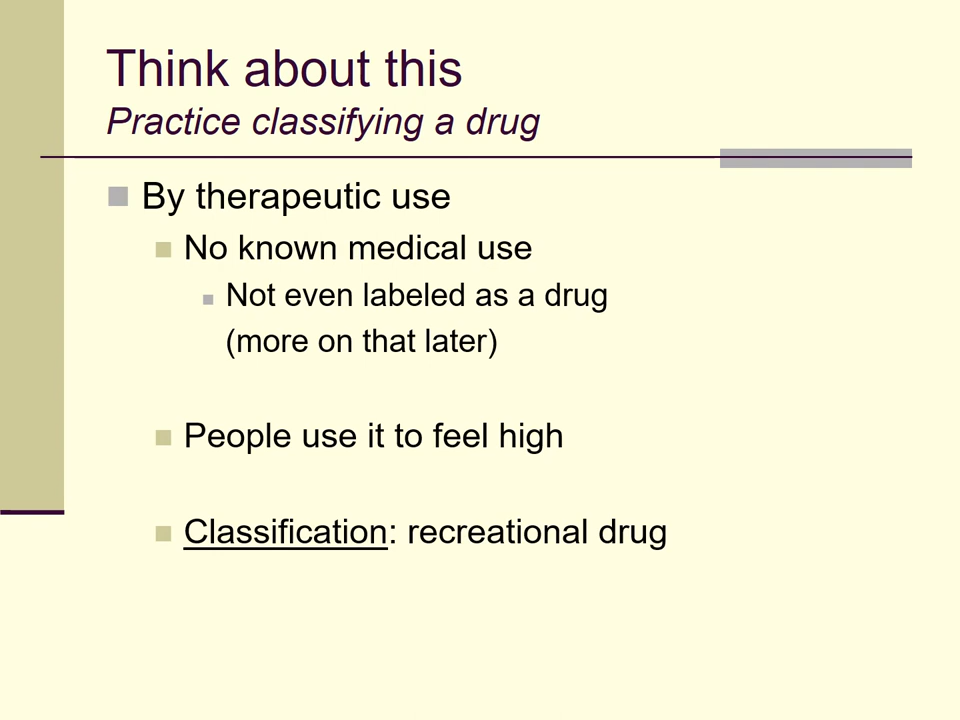 Think about this
Practice classifying a drug
By therapeutic use
No known medical use
Not even labeled as a drug
(more on that later)
People use it to feel high
Classification: recreational drug